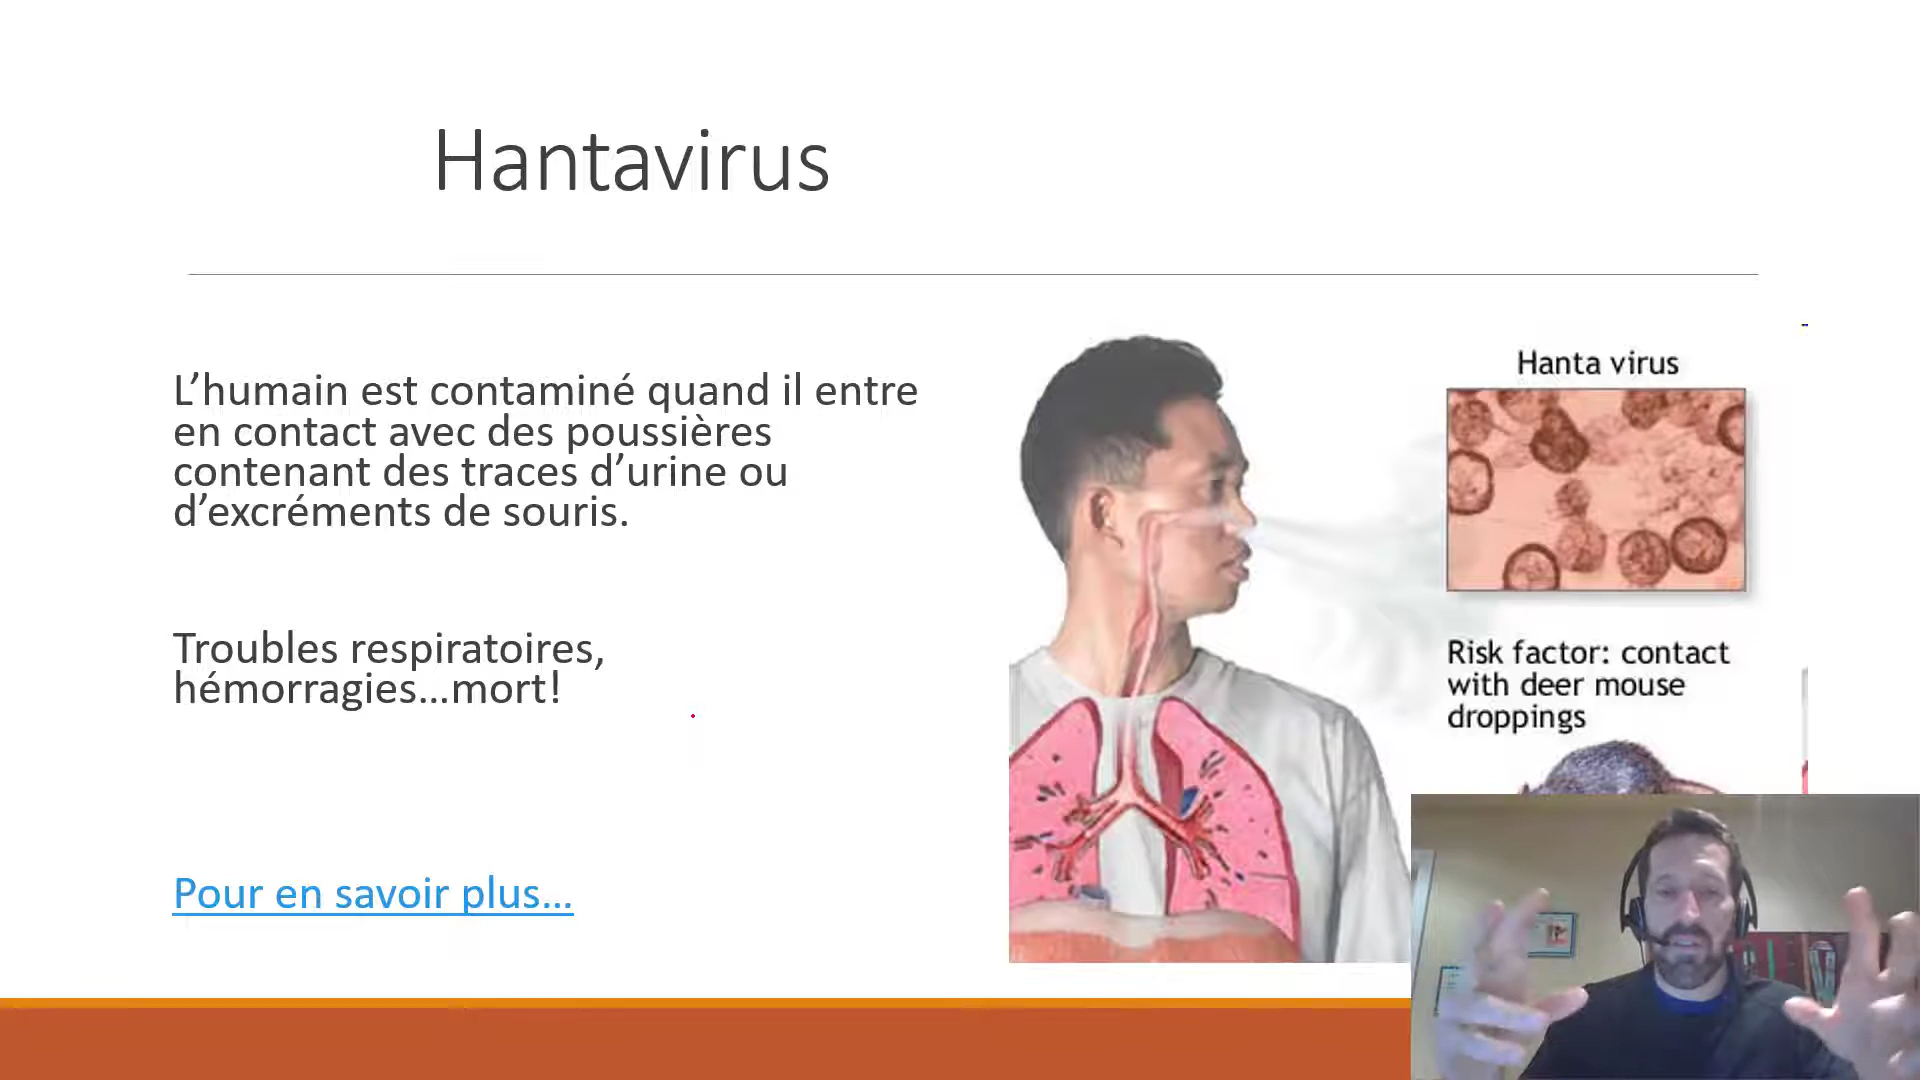 Hantavirus
L’humain est contaminé quand il entre
en contact avec des poussières
contenant des traces d’urine ou
d’excréments de souris.
Troubles respiratoires,
hémorragies...mort!
Pour en savoir plus...
Hanta virus
Risk factor: contact
with deer mouse
droppings